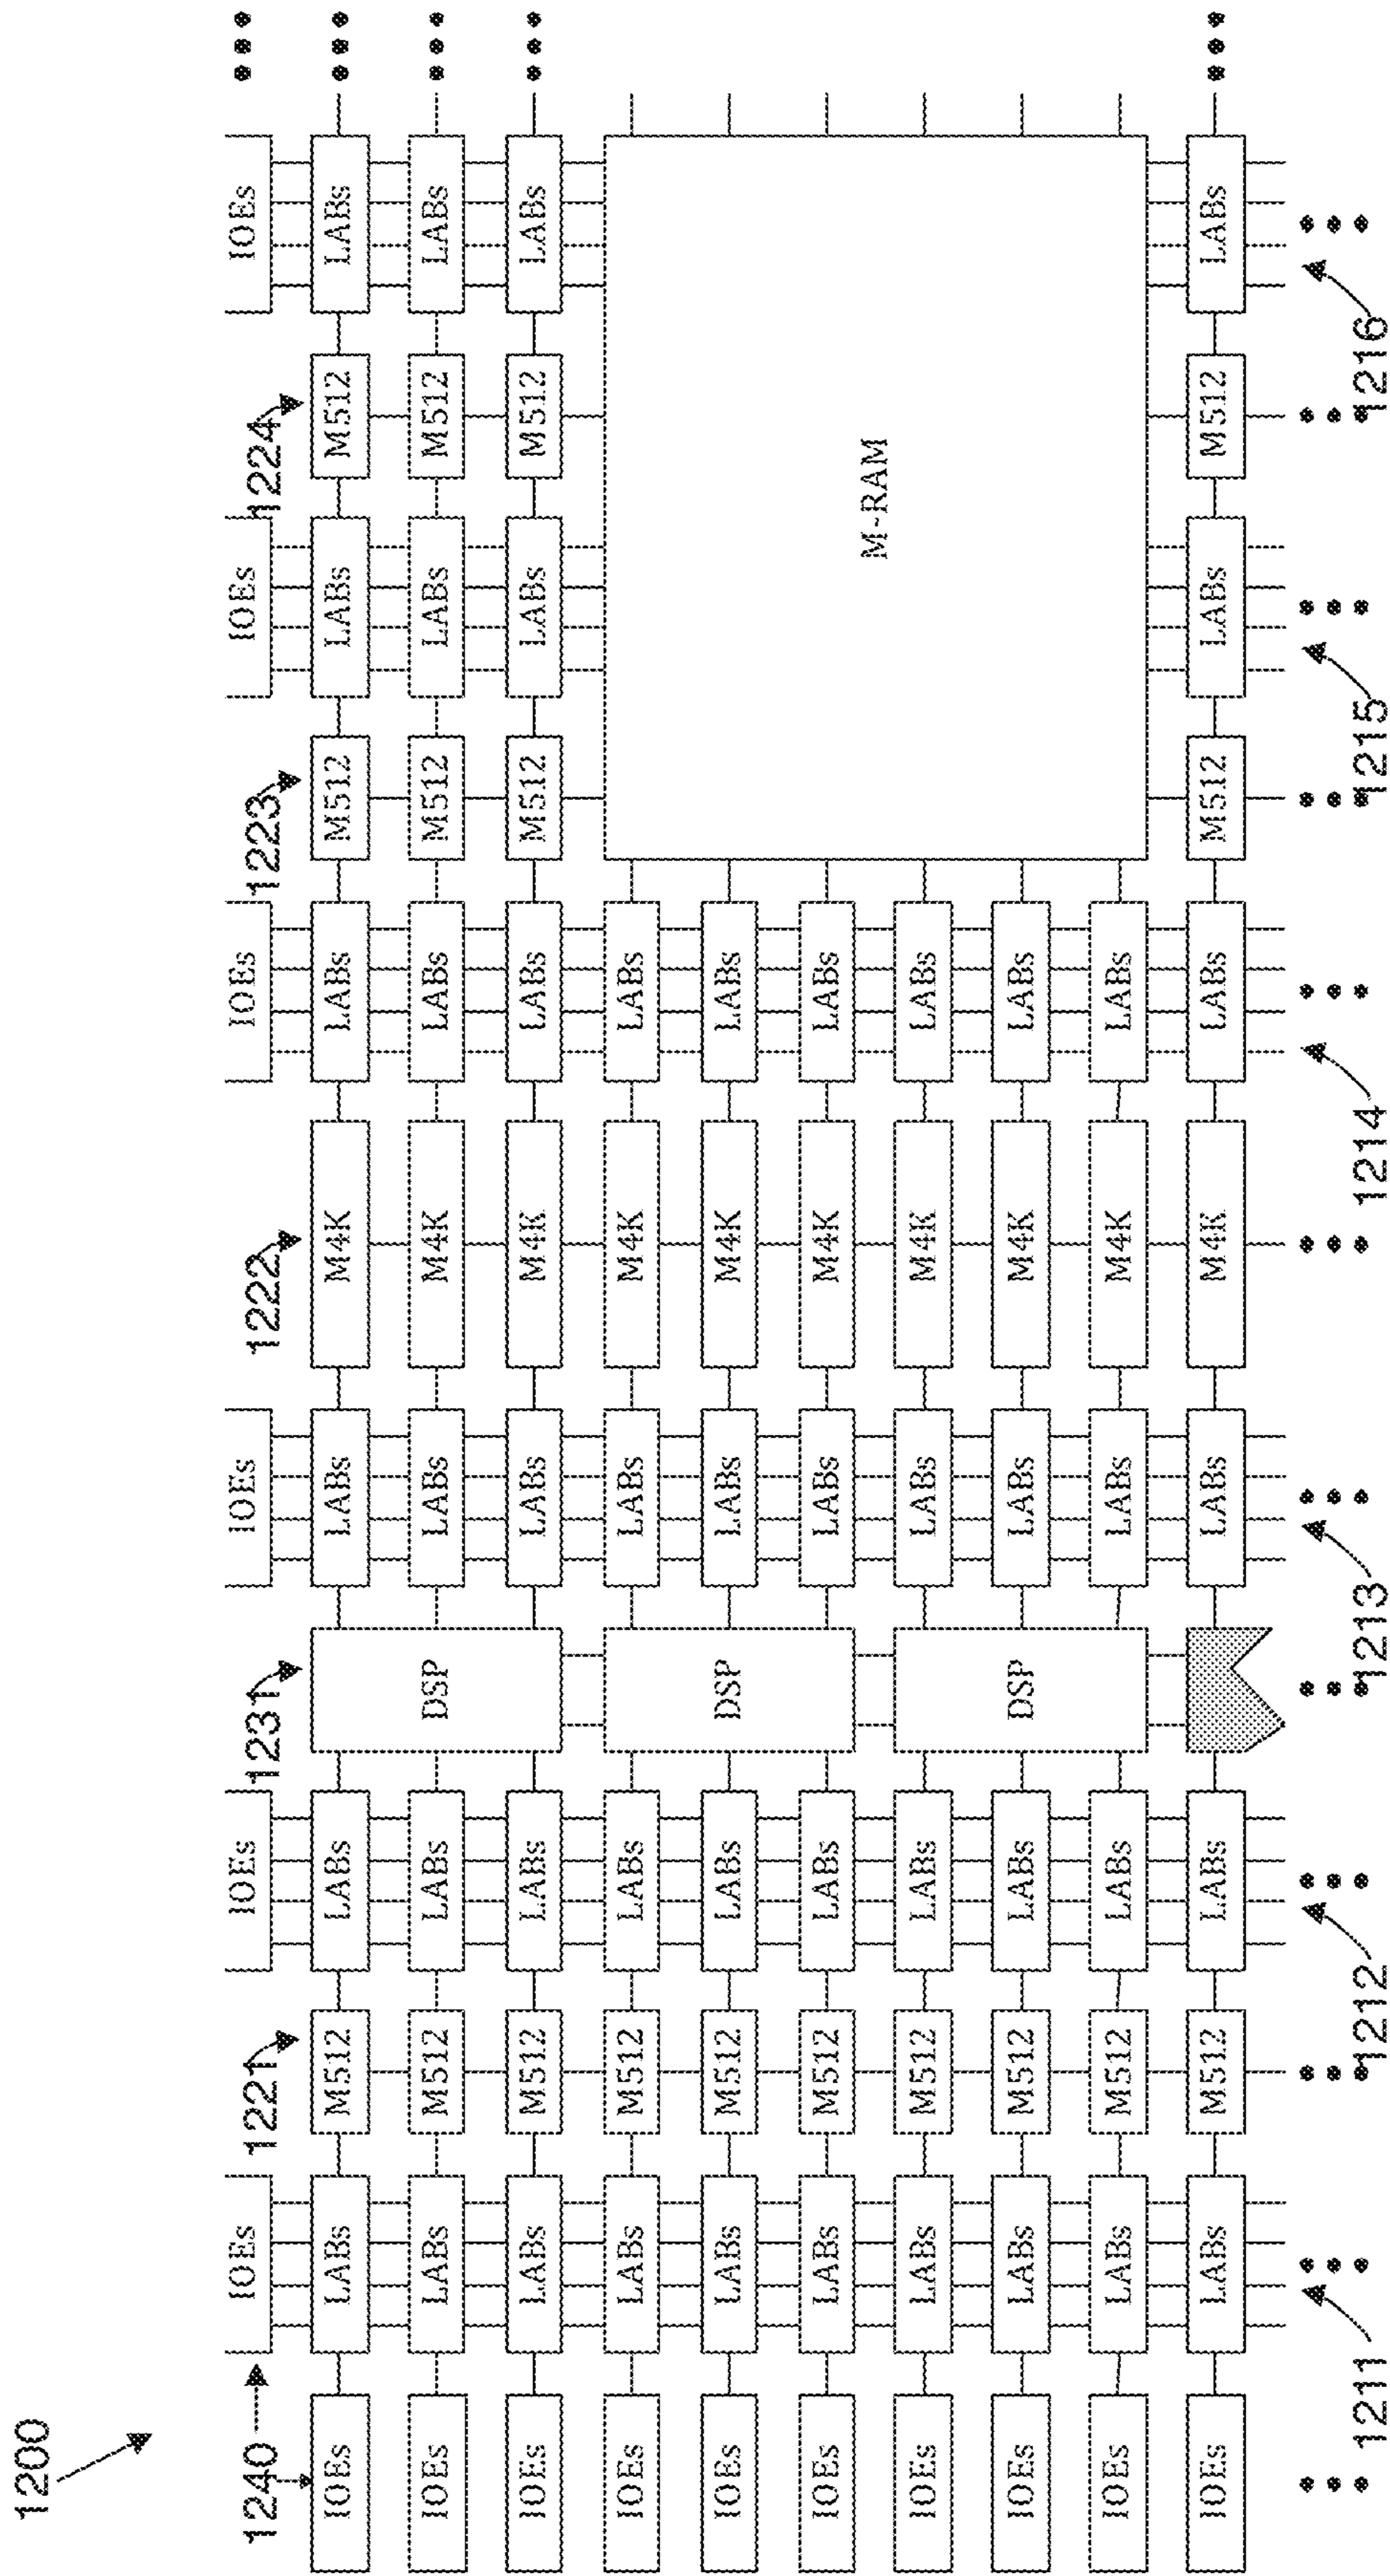 1200
1240 1221 1231 1222 1223 1224
IOEs IOEs IOEs IOEs IOEs IOEs
IOEs LABs M512 LABs LABs M4K LABs M512 LABs M512 LABs
IOEs LABs M512 LABs DSP LABs M4K LABs M512 LABs M512 LABs
IOEs LABs M512 LABs LABs M4K LABs M512 LABs M512 LABs
IOEs LABs M512 LABs LABs M4K LABs
IOEs LABs M512 LABs DSP LABs M4K LABs
IOEs LABs M512 LABs LABs M4K LABs
M-RAM
IOEs LABs M512 LABs LABs M4K LABs
IOEs LABs M512 LABs DSP LABs M4K LABs
IOEs LABs M512 LABs LABs M4K LABs
IOEs LABs M512 LABs LABs M4K LABs M512 LABs M512 LABs
1211 1212 1213 1214 1215 1216